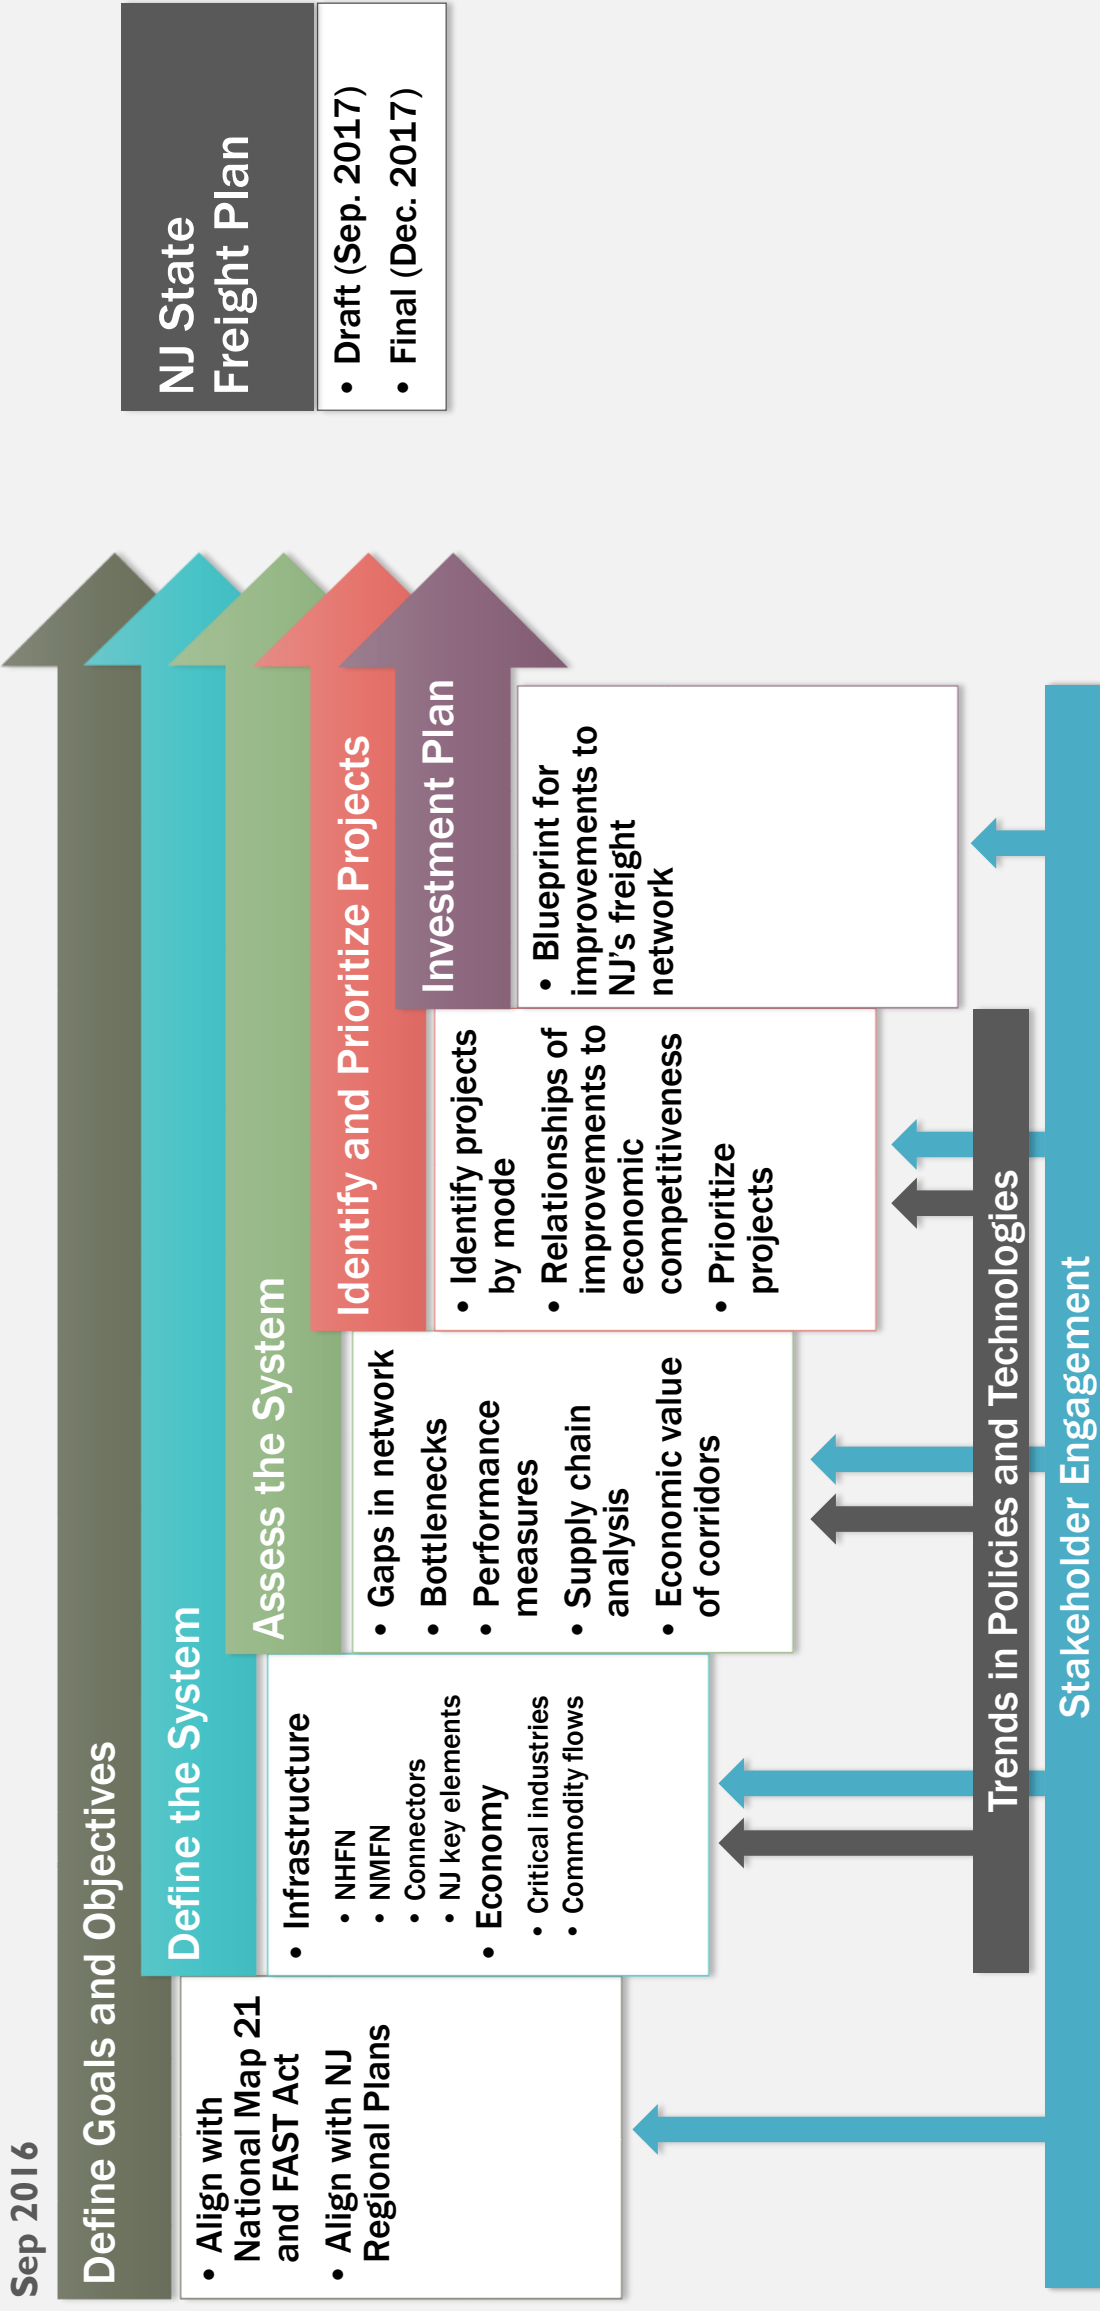 Sep 2016
Define Goals and Objectives
• Align with
National Map 21
and FAST Act
• Align with NJ
Regional Plans
Define the System
• Infrastructure
• NHFN
• NMFN
• Connectors
• NJ key elements
• Economy
• Critical industries
• Commodity flows
Assess the System
• Gaps in network
• Bottlenecks
• Performance
measures
• Supply chain
analysis
• Economic value
of corridors
Identify and Prioritize Projects
• Identify projects
by mode
• Relationships of
improvements to
economic
competitiveness
• Prioritize
projects
Investment Plan
• Blueprint for
improvements to
NJ’s freight
network
NJ State
Freight Plan
• Draft (Sep. 2017)
• Final (Dec. 2017)
Trends in Policies and Technologies
Stakeholder Engagement